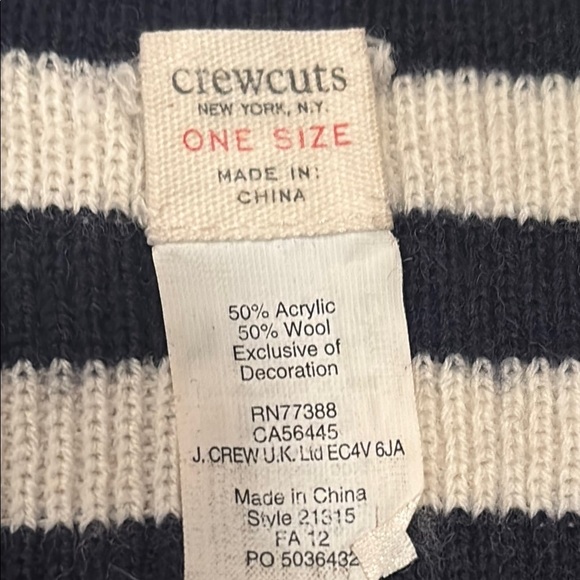 crewcuts
NEW YORK, N.Y.
ONE SIZE
MADE IN:
CHINA
50% Acrylic
50% Wool
Exclusive of
Decoration
RN77388
CA56445
J. CREW U.K. Ltd EC4V 6JA
Made in China
Style 21315
FA 12
PO 5036432